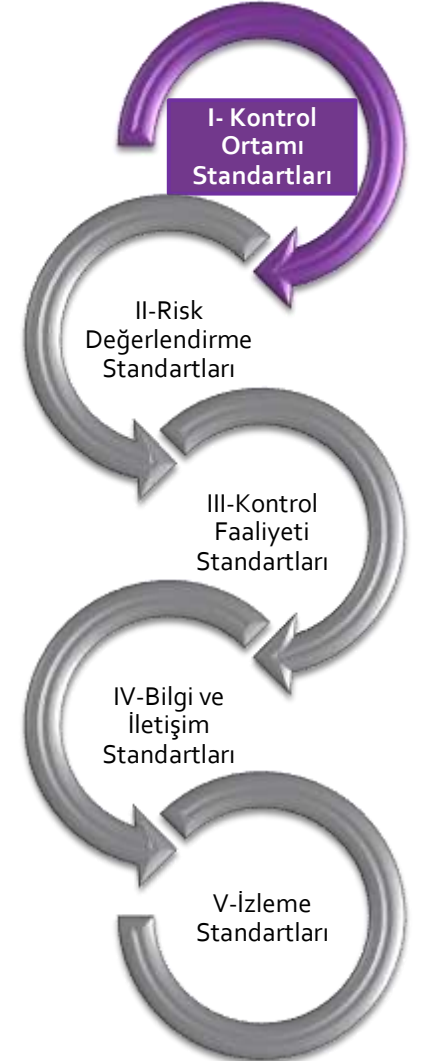 I- Kontrol
Ortamı
Standartları
II-Risk
Değerlendirme
Standartları
III-Kontrol
Faaliyeti
Standartları
IV-Bilgi ve
İletişim
Standartları
V-İzleme
Standartları